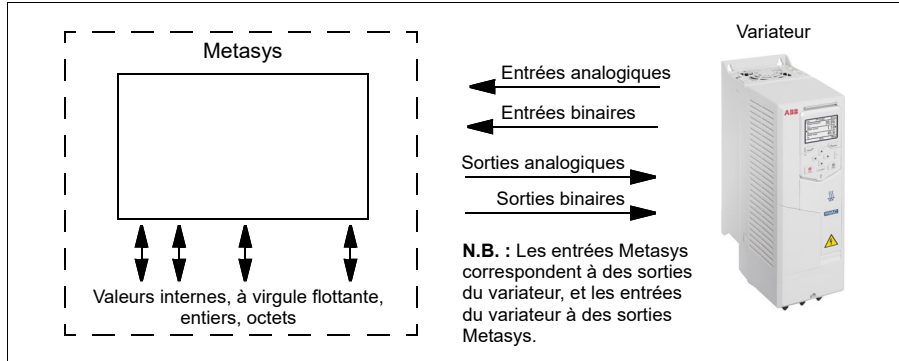 Variateur
Metasys
Entrées analogiques
Entrées binaires
Sorties analogiques
Sorties binaires
N.B. : Les entrées Metasys
correspondent à des sorties
du variateur, et les entrées
du variateur à des sorties
Metasys.
Valeurs internes, à virgule flottante,
entiers, octets
ABB